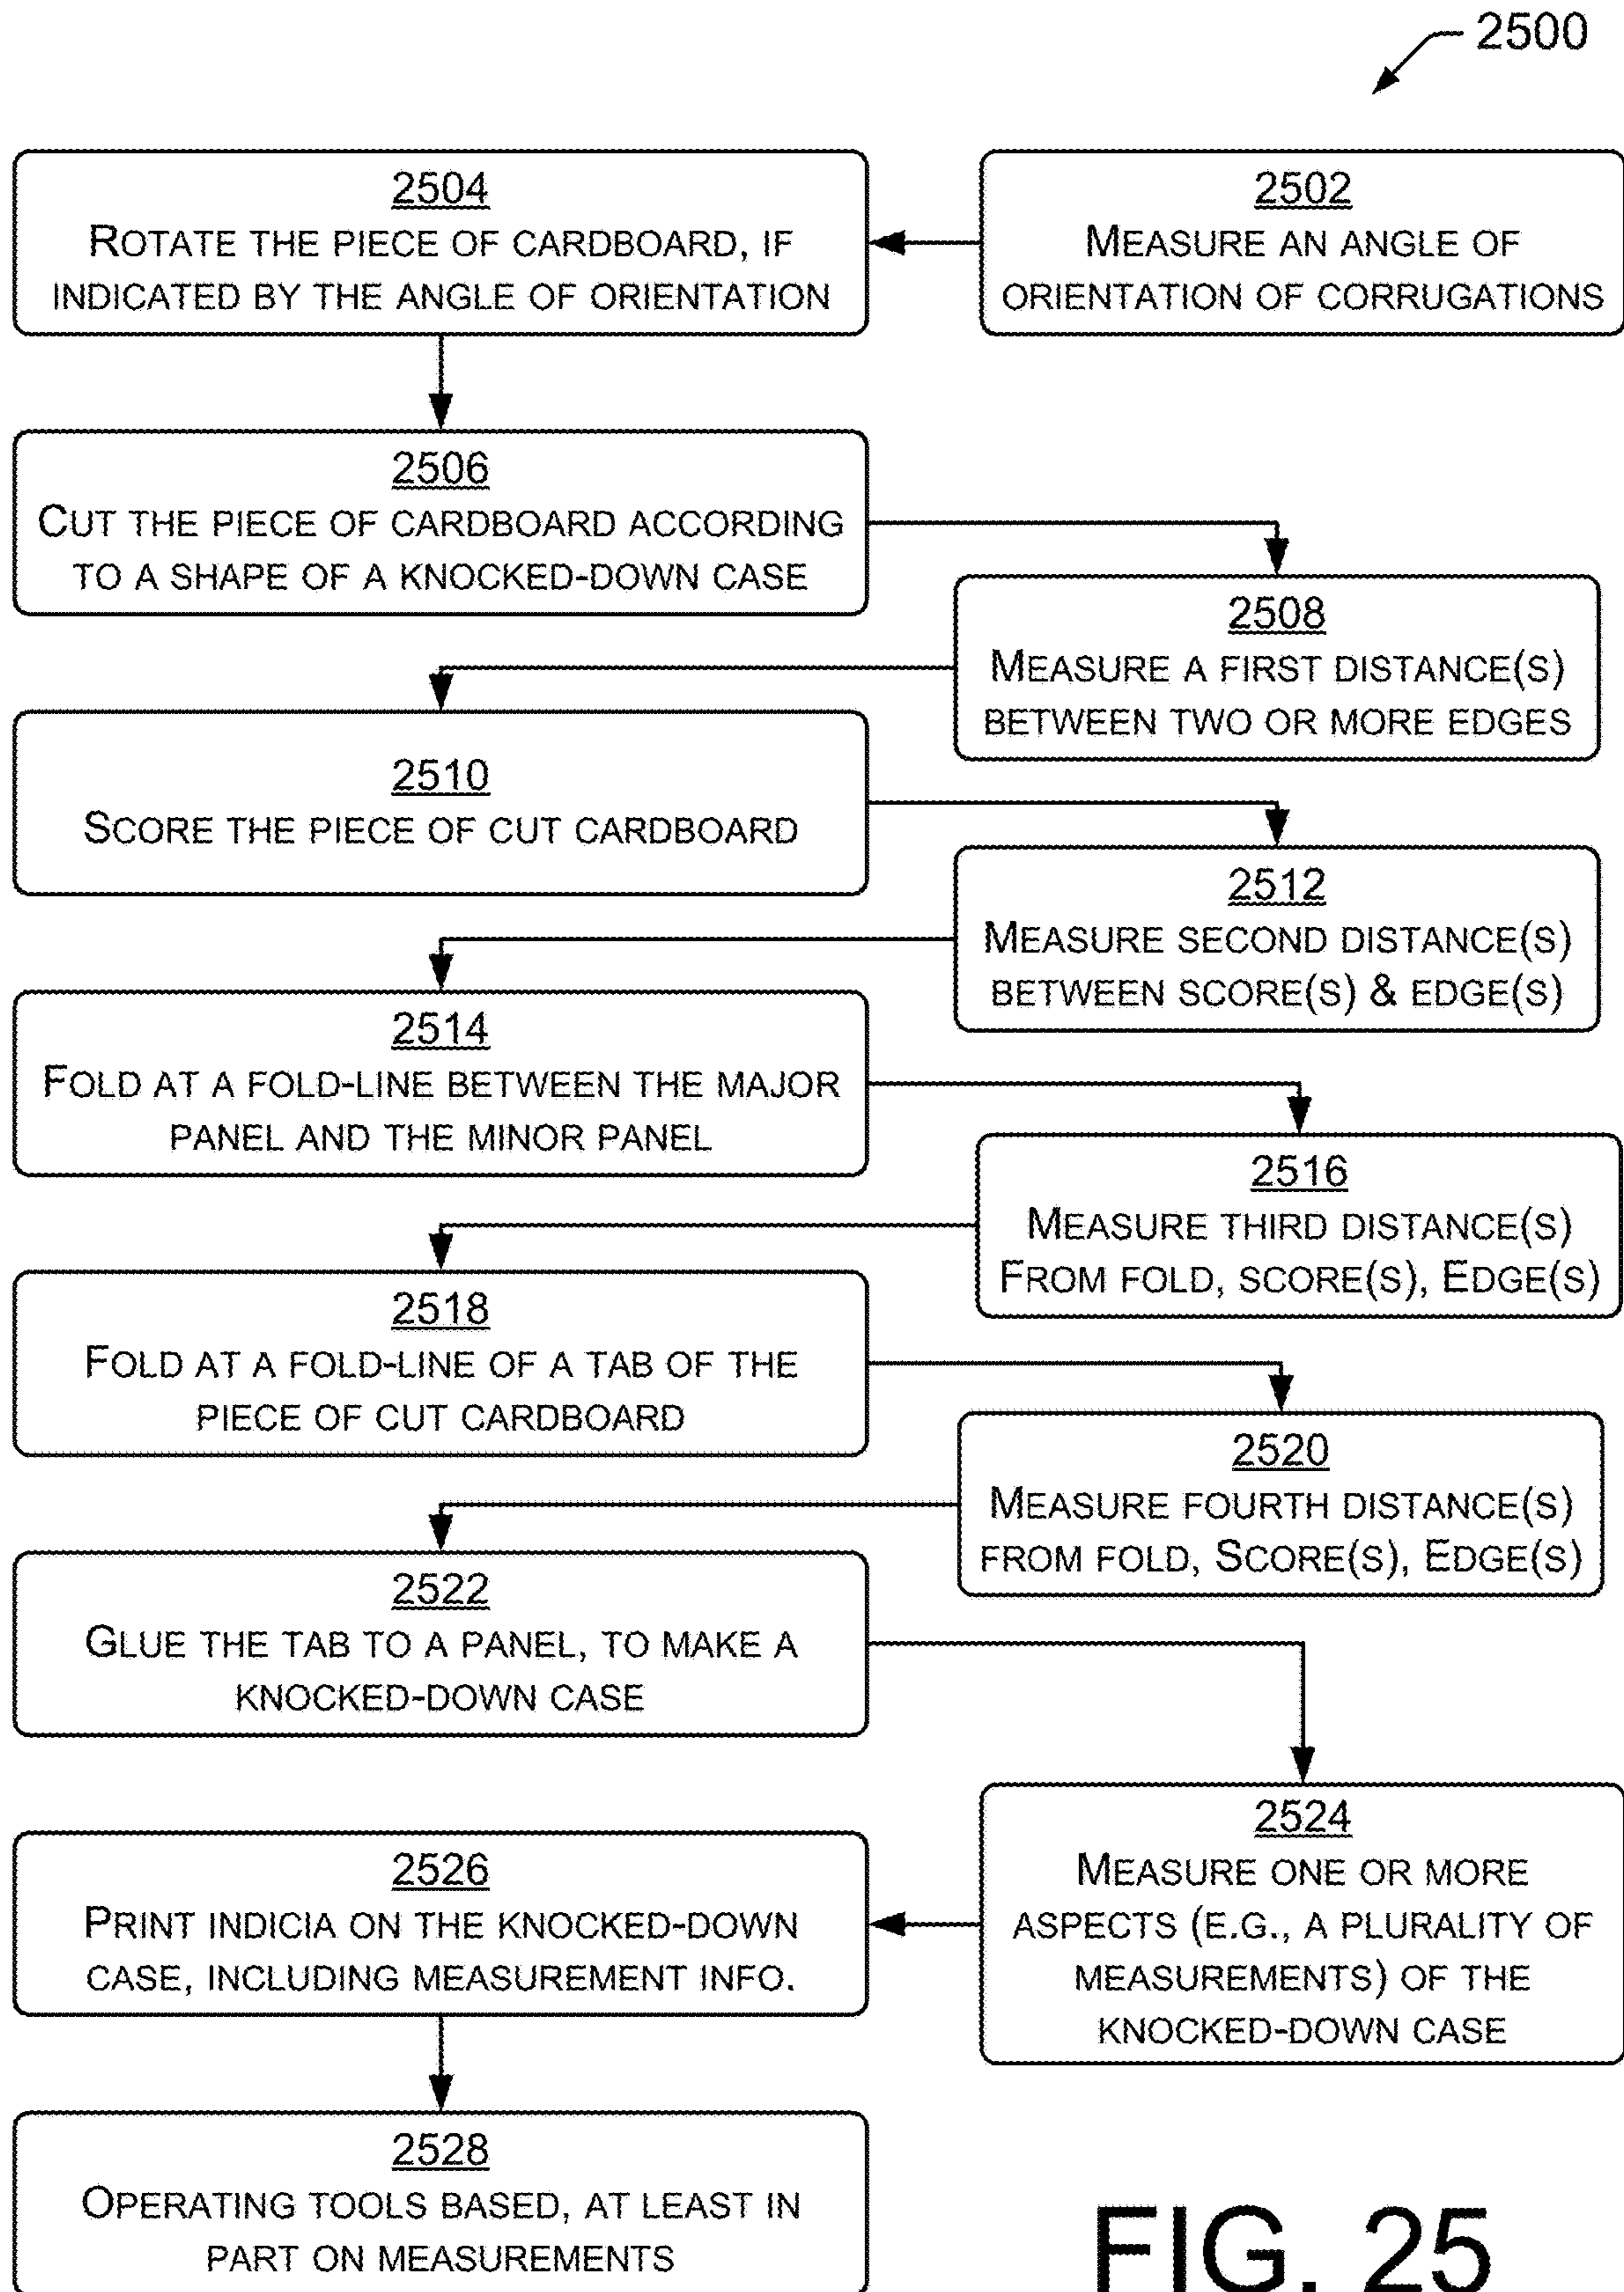 2500
2504
ROTATE THE PIECE OF CARDBOARD, IF
INDICATED BY THE ANGLE OF ORIENTATION
2502
MEASURE AN ANGLE OF
ORIENTATION OF CORRUGATIONS
2506
CUT THE PIECE OF CARDBOARD ACCORDING
TO A SHAPE OF A KNOCKED-DOWN CASE
2508
MEASURE A FIRST DISTANCE(S)
BETWEEN TWO OR MORE EDGES
2510
SCORE THE PIECE OF CUT CARDBOARD
2512
MEASURE SECOND DISTANCE(S)
BETWEEN SCORE(S) & EDGE(S)
2514
FOLD AT A FOLD-LINE BETWEEN THE MAJOR
PANEL AND THE MINOR PANEL
2516
MEASURE THIRD DISTANCE(S)
FROM FOLD, SCORE(S), EDGE(S)
2518
FOLD AT A FOLD-LINE OF A TAB OF THE
PIECE OF CUT CARDBOARD
2520
MEASURE FOURTH DISTANCE(S)
FROM FOLD, SCORE(S), EDGE(S)
2522
GLUE THE TAB TO A PANEL, TO MAKE A
KNOCKED-DOWN CASE
2524
MEASURE ONE OR MORE
ASPECTS (E.G., A PLURALITY OF
MEASUREMENTS) OF THE
KNOCKED-DOWN CASE
2526
PRINT INDICIA ON THE KNOCKED-DOWN
CASE, INCLUDING MEASUREMENT INFO.
2528
OPERATING TOOLS BASED, AT LEAST IN
PART ON MEASUREMENTS
FIG. 25